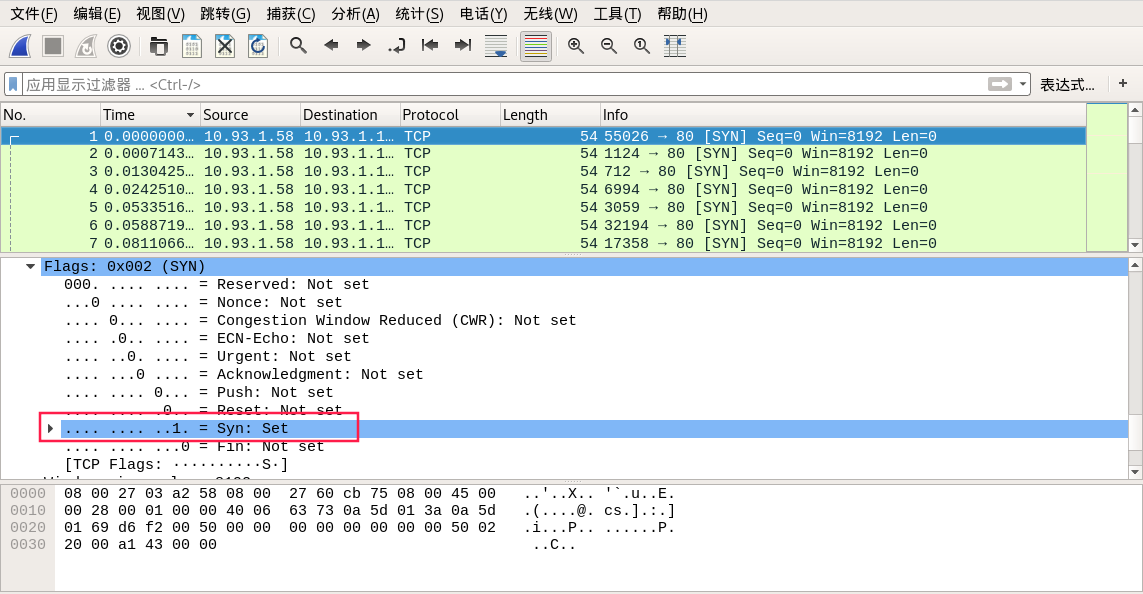 文件(F) 编辑(E) 视图(V) 跳转(G) 捕获(C) 分析(A) 统计(S) 电话(Y) 无线(W) 工具(T) 帮助(H)
应用显示过滤器 … <Ctrl-/> 表达式… +
No. Time Source Destination Protocol Length Info
1 0.0000000… 10.93.1.58 10.93.1.1… TCP 54 55026 → 80 [SYN] Seq=0 Win=8192 Len=0
2 0.0007143… 10.93.1.58 10.93.1.1… TCP 54 1124 → 80 [SYN] Seq=0 Win=8192 Len=0
3 0.0130425… 10.93.1.58 10.93.1.1… TCP 54 712 → 80 [SYN] Seq=0 Win=8192 Len=0
4 0.0242510… 10.93.1.58 10.93.1.1… TCP 54 6994 → 80 [SYN] Seq=0 Win=8192 Len=0
5 0.0533516… 10.93.1.58 10.93.1.1… TCP 54 3059 → 80 [SYN] Seq=0 Win=8192 Len=0
6 0.0588719… 10.93.1.58 10.93.1.1… TCP 54 32194 → 80 [SYN] Seq=0 Win=8192 Len=0
7 0.0811066… 10.93.1.58 10.93.1.1… TCP 54 17358 → 80 [SYN] Seq=0 Win=8192 Len=0
Flags: 0x002 (SYN)
000. .... .... = Reserved: Not set
...0 .... .... = Nonce: Not set
.... 0... .... = Congestion Window Reduced (CWR): Not set
.... .0.. .... = ECN-Echo: Not set
.... ..0. .... = Urgent: Not set
.... ...0 .... = Acknowledgment: Not set
.... .... 0... = Push: Not set
.... .... .0.. = Reset: Not set
.... .... ..1. = Syn: Set
.... .... ...0 = Fin: Not set
[TCP Flags: ··········S·]
0000 08 00 27 03 a2 58 08 00 27 60 cb 75 08 00 45 00 ..'..X.. '`.u..E.
0010 00 28 00 01 00 00 40 06 63 73 0a 5d 01 3a 0a 5d .(....@. cs.].:.]
0020 01 69 d6 f2 00 50 00 00 00 00 00 00 00 00 50 02 .i...P.. ......P.
0030 20 00 a1 43 00 00 ..C..